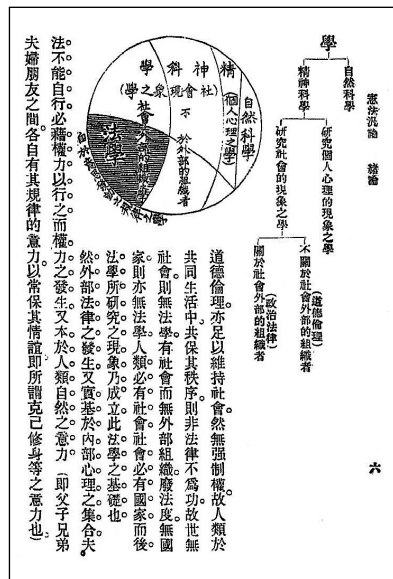 憲法汎論　緒論
六
學
自然科學
精神科學
研究個人心理的現象之學
研究社會的現象之學
不關於社會外部的組織者
(道德倫理)
關於社會外部的組織者
(政治法律)
自然科學
精神科學
(個人心理之學)
(社會現象之學)
不
於外部的組織者
社會
外部的組織者
法學
道德倫理。亦足以維持社會。然無强制權。故人類於
共同生活中。共保其秩序。則非法律不爲功。故世無
社會。則無法學。有社會而無外部組織。廢法度。無國
家。則亦無法學。人類必有社會。社會必有國家。而後
法學所研究之現象。乃成立。此法學之基礎也。
然外部法律之發生。又實基於內部心理之集合。夫
法不能自行。必藉權力以行之。而權力之發生。又本於人類自然之意力(即父子兄弟
夫婦朋友之間各自有其規律的意力以常保其情誼即所謂克己修身等之意力也)